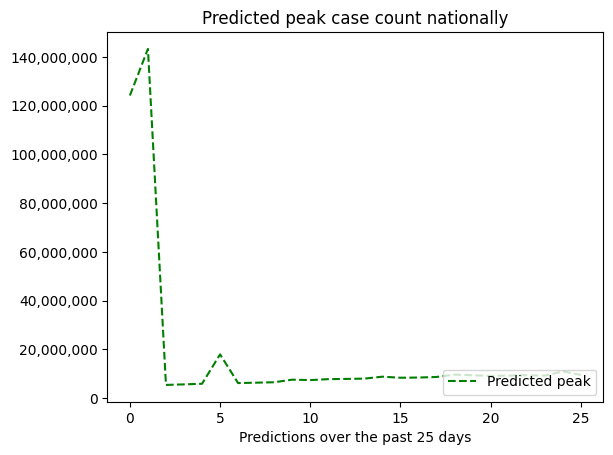 Predicted peak case count nationally
140,000,000
120,000,000
100,000,000
80,000,000
60,000,000
40,000,000
20,000,000
0
Predicted peak
0 5 10 15 20 25
Predictions over the past 25 days